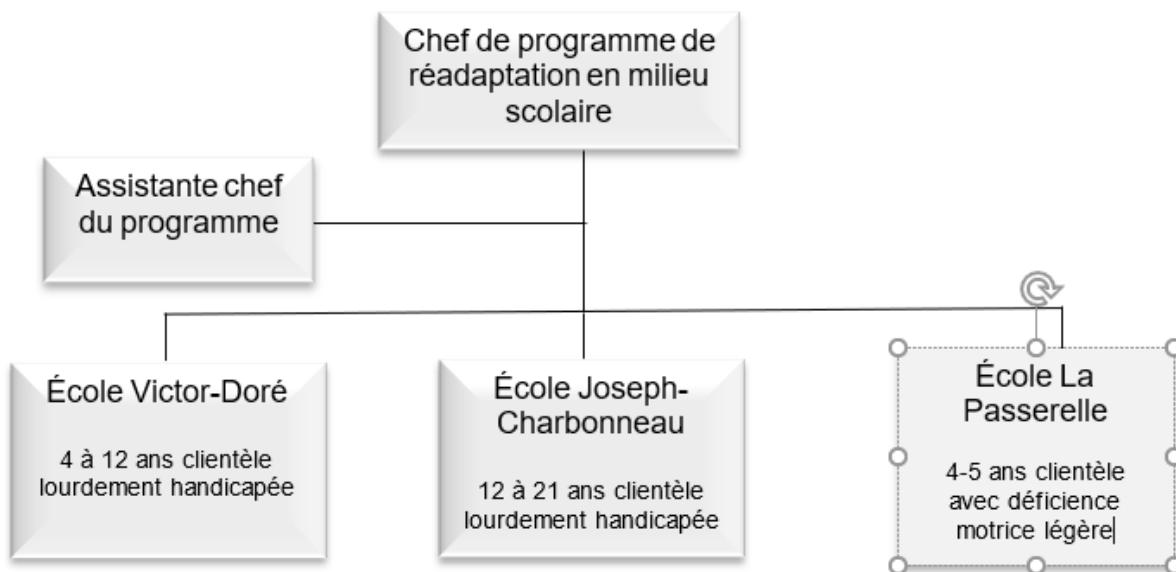 Chef de programme de
réadaptation en milieu
scolaire
Assistante chef
du programme
École Victor-Doré
4 à 12 ans clientèle
lourdement handicapée
École Joseph-
Charbonneau
12 à 21 ans clientèle
lourdement handicapée
École La
Passerelle
4-5 ans clientèle
avec déficience
motrice légère